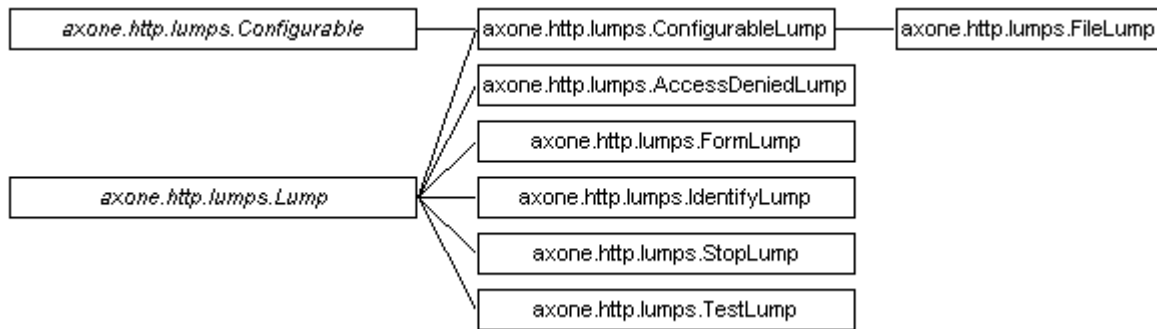 axone.http.lumps.Configurable
axone.http.lumps.ConfigurableLump
axone.http.lumps.FileLump
axone.http.lumps.AccessDeniedLump
axone.http.lumps.FormLump
axone.http.lumps.Lump
axone.http.lumps.IdentifyLump
axone.http.lumps.StopLump
axone.http.lumps.TestLump